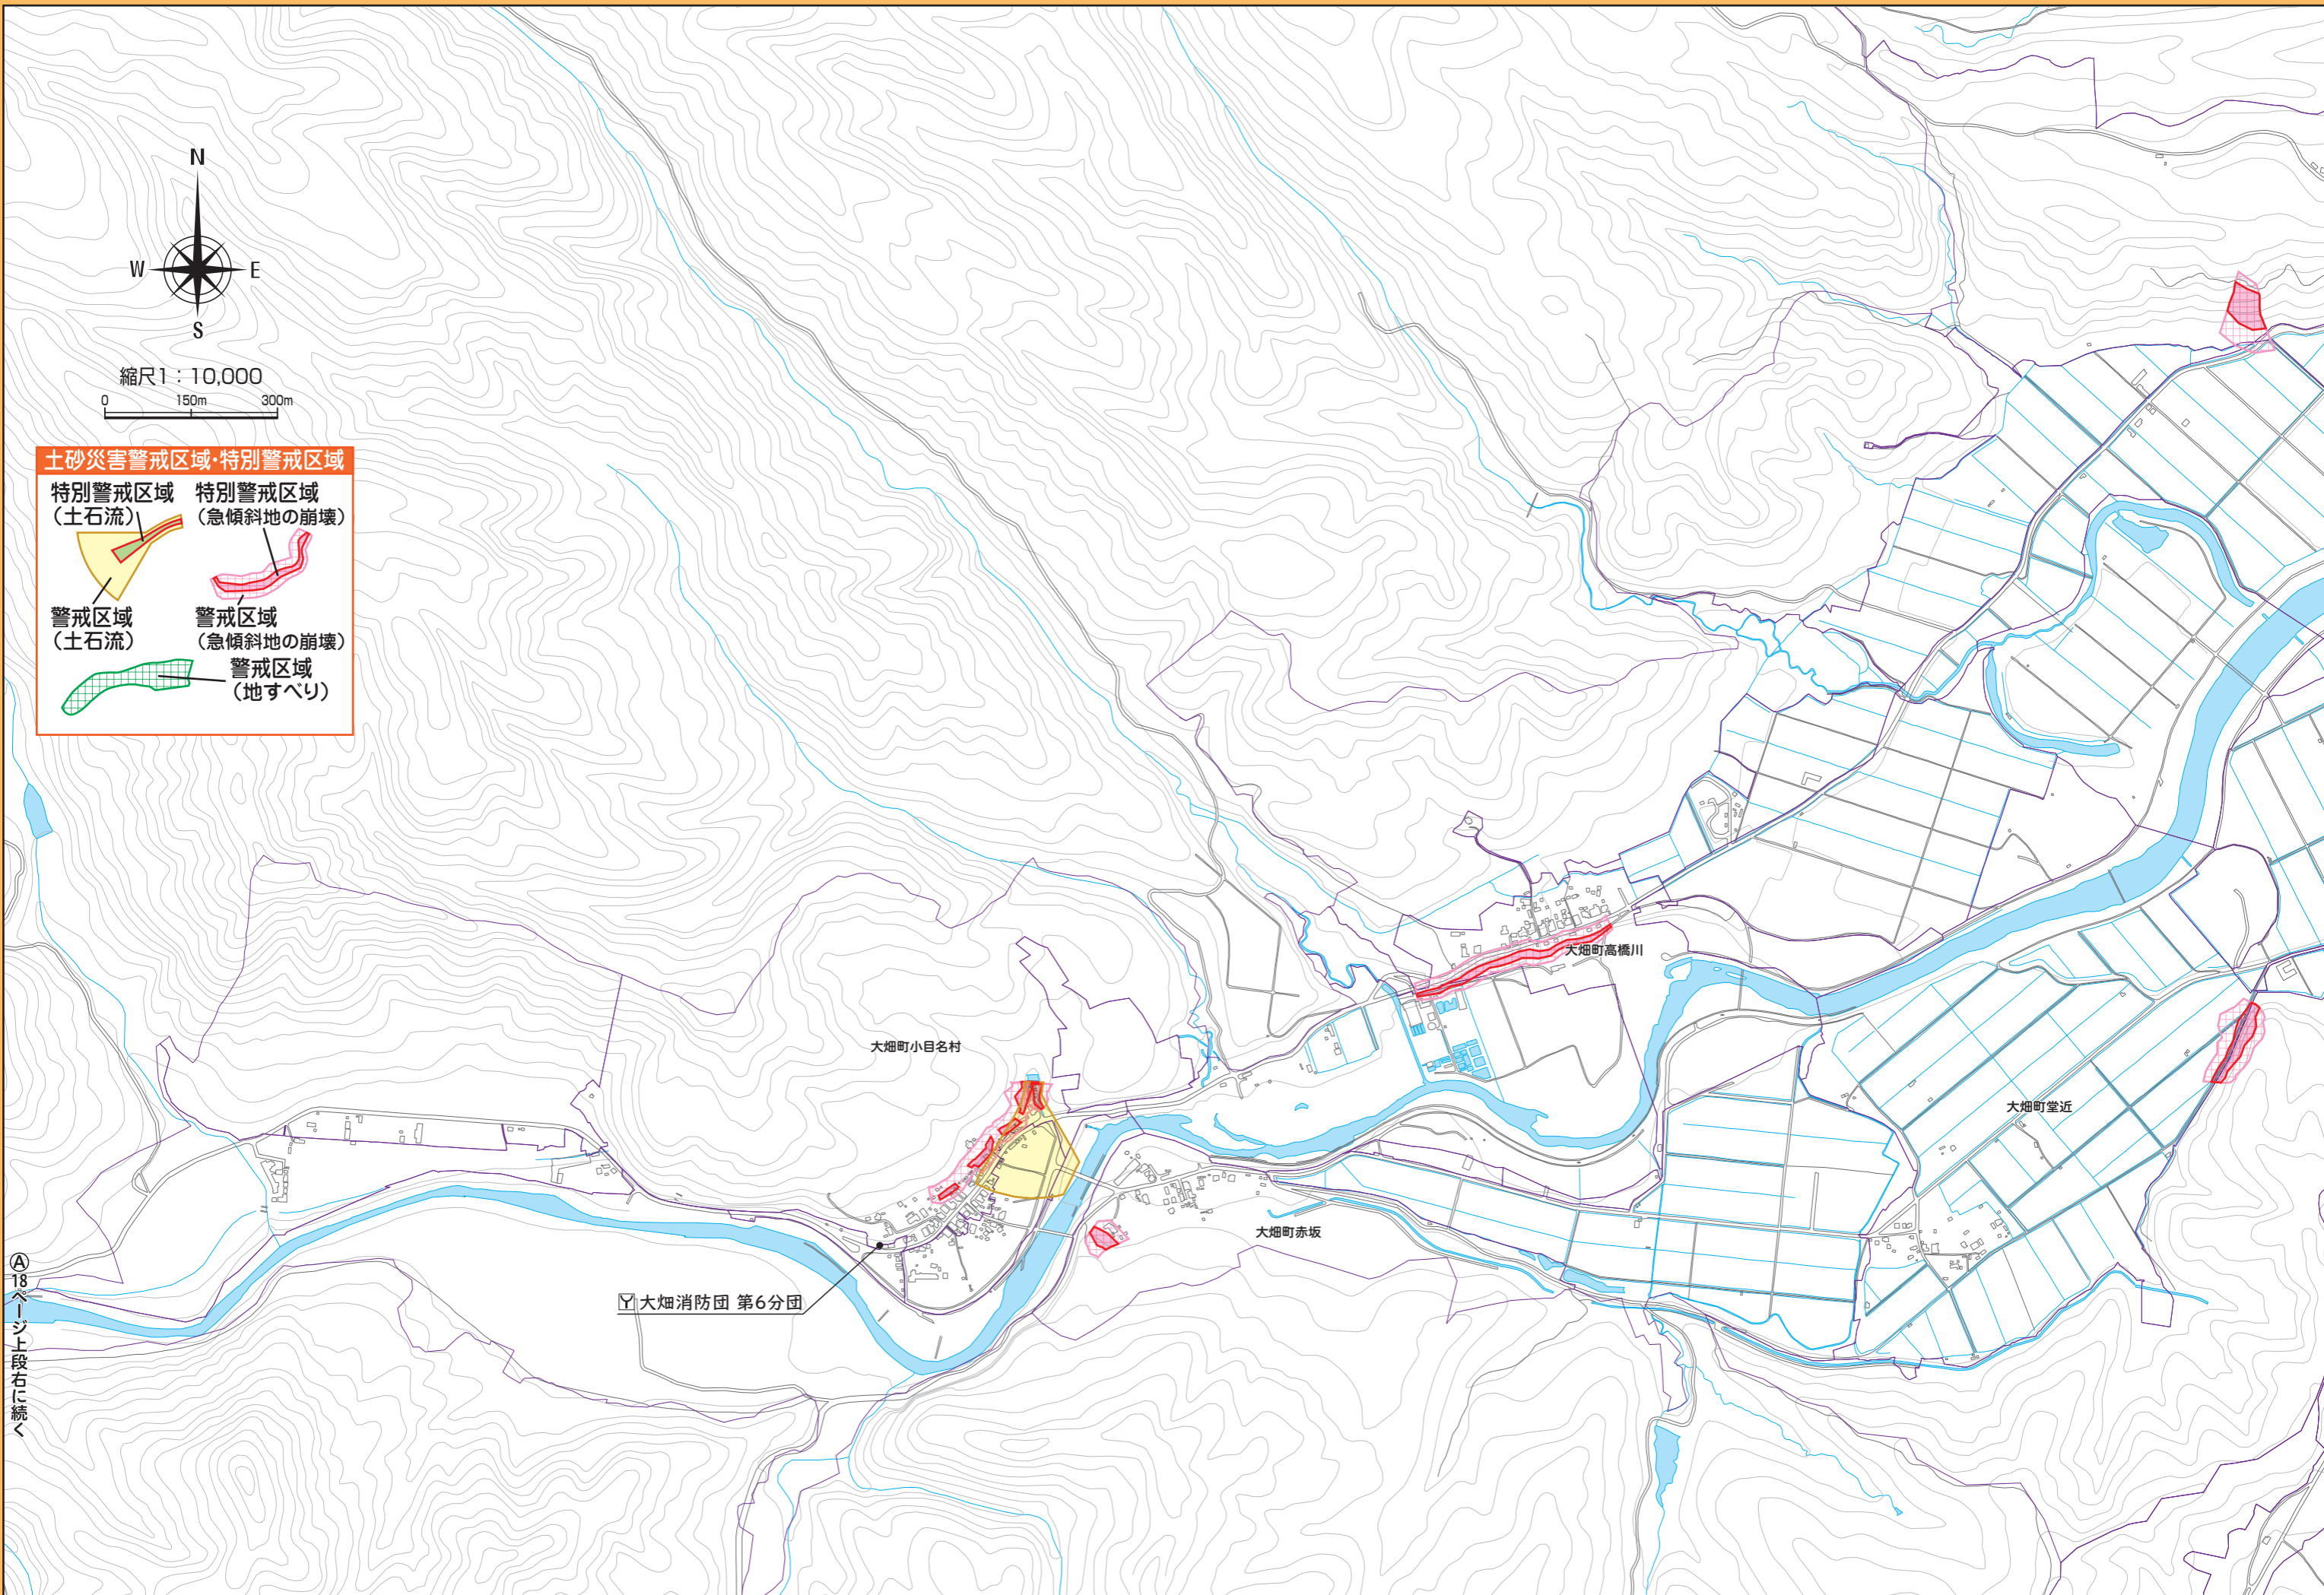 N
W
E
S
縮尺1：10,000
0 150m 300m
土砂災害警戒区域・特別警戒区域
特別警戒区域
（土石流）
特別警戒区域
（急傾斜地の崩壊）
警戒区域
（土石流）
警戒区域
（急傾斜地の崩壊）
警戒区域
（地すべり）
大畑町高橋川
大畑町小目名村
大畑町堂近
大畑町赤坂
Y 大畑消防団 第6分団
Ⓐ18ページ上段右に続く